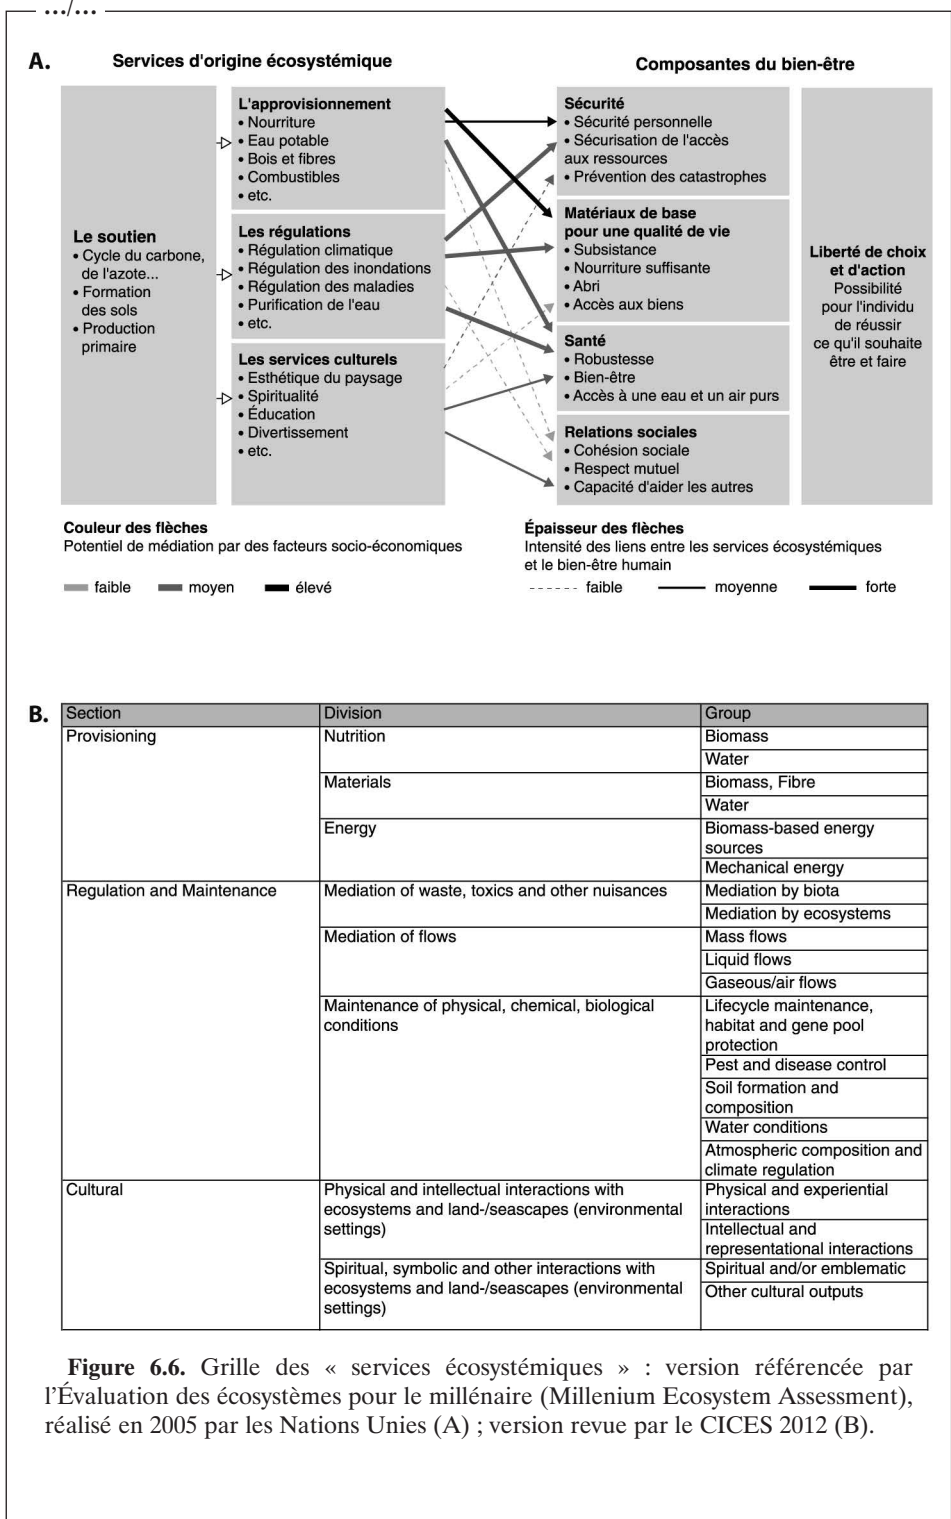 .../...
A.
Services d'origine écosystémique
Composantes du bien-être
Le soutien
• Cycle du carbone,
de l'azote...
• Formation
des sols
• Production
primaire
L'approvisionnement
• Nourriture
• Eau potable
• Bois et fibres
• Combustibles
• etc.
Les régulations
• Régulation climatique
• Régulation des inondations
• Régulation des maladies
• Purification de l'eau
• etc.
Les services culturels
• Esthétique du paysage
• Spiritualité
• Éducation
• Divertissement
• etc.
Sécurité
• Sécurité personnelle
• Sécurisation de l'accès
aux ressources
• Prévention des catastrophes
Matériaux de base
pour une qualité de vie
• Subsistance
• Nourriture suffisante
• Abri
• Accès aux biens
Santé
• Robustesse
• Bien-être
• Accès à une eau et un air purs
Relations sociales
• Cohésion sociale
• Respect mutuel
• Capacité d'aider les autres
Liberté de choix
et d'action
Possibilité
pour l'individu
de réussir
ce qu'il souhaite
être et faire
Couleur des flèches
Potentiel de médiation par des facteurs socio-économiques
faible moyen élevé
Épaisseur des flèches
Intensité des liens entre les services écosystémiques
et le bien-être humain
faible moyenne forte
B.
Section Division Group
Provisioning Nutrition Biomass
Water
Materials Biomass, Fibre
Water
Energy Biomass-based energy
sources
Mechanical energy
Regulation and Maintenance Mediation of waste, toxics and other nuisances Mediation by biota
Mediation by ecosystems
Mediation of flows Mass flows
Liquid flows
Gaseous/air flows
Maintenance of physical, chemical, biological Lifecycle maintenance,
conditions habitat and gene pool
protection
Pest and disease control
Soil formation and
composition
Water conditions
Atmospheric composition and
climate regulation
Cultural Physical and intellectual interactions with Physical and experiential
ecosystems and land-/seascapes (environmental interactions
settings) Intellectual and
representational interactions
Spiritual, symbolic and other interactions with Spiritual and/or emblematic
ecosystems and land-/seascapes (environmental Other cultural outputs
settings)
Figure 6.6. Grille des « services écosystémiques » : version référencée par
l'Évaluation des écosystèmes pour le millénaire (Millenium Ecosystem Assessment),
réalisé en 2005 par les Nations Unies (A) ; version revue par le CICES 2012 (B).